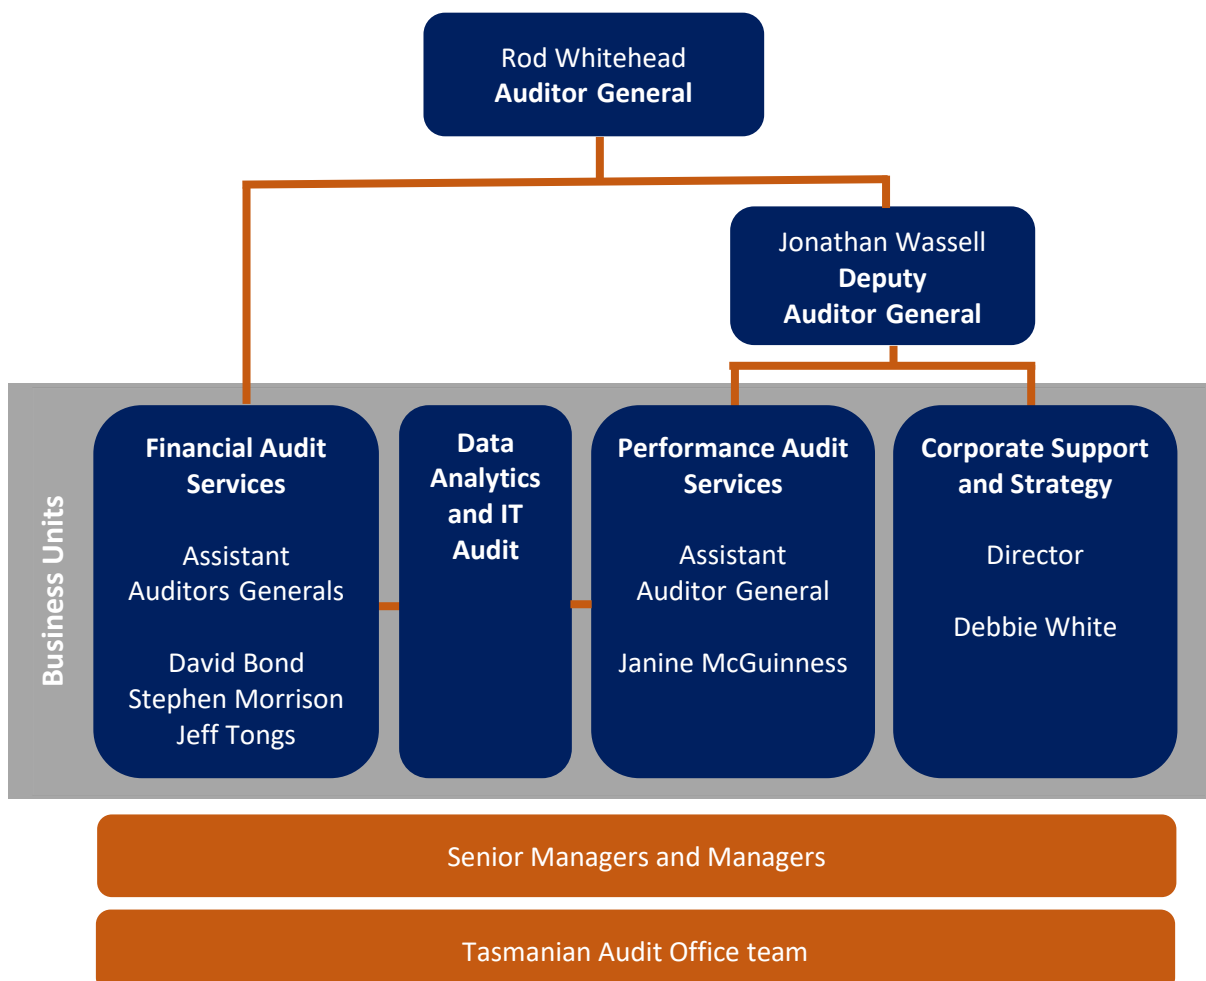 Rod Whitehead
Auditor General
Jonathan Wassell
Deputy
Auditor General
Business Units
Financial Audit
Services
Assistant
Auditors Generals
David Bond
Stephen Morrison
Jeff Tongs
Data
Analytics
and IT
Audit
Performance Audit
Services
Assistant
Auditor General
Janine McGuinness
Corporate Support
and Strategy
Director
Debbie White
Senior Managers and Managers
Tasmanian Audit Office team